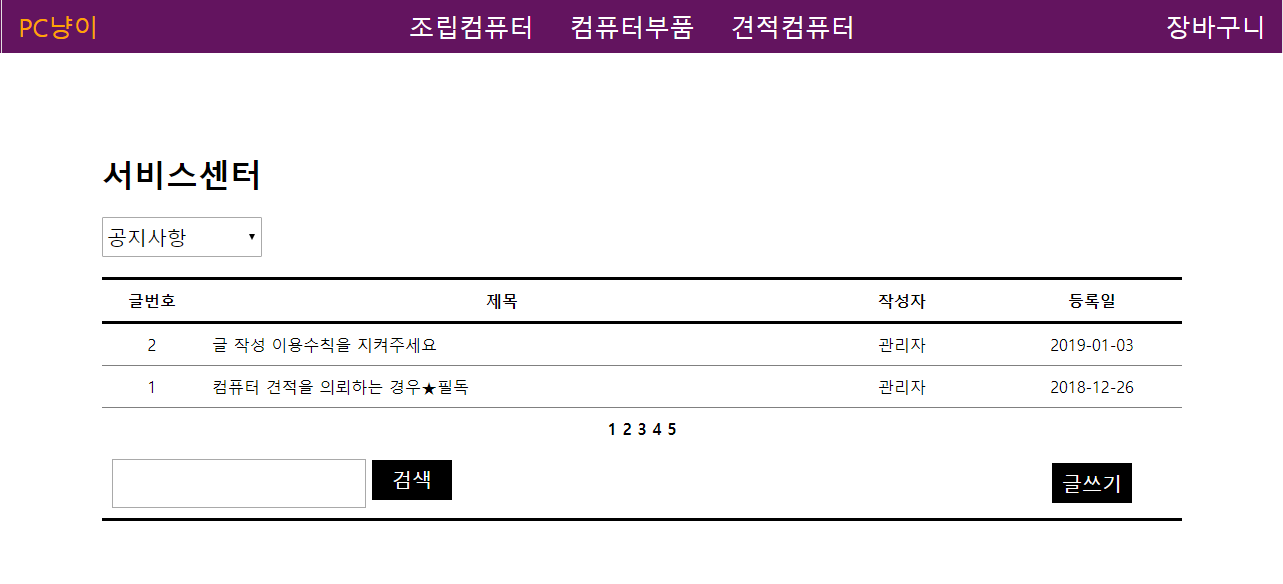 PC냥이 조립컴퓨터 컴퓨터부품 견적컴퓨터 장바구니
서비스센터
공지사항
글번호 제목 작성자 등록일
2 글 작성 이용수칙을 지켜주세요 관리자 2019-01-03
1 컴퓨터 견적을 의뢰하는 경우★필독 관리자 2018-12-26
1 2 3 4 5
검색 글쓰기